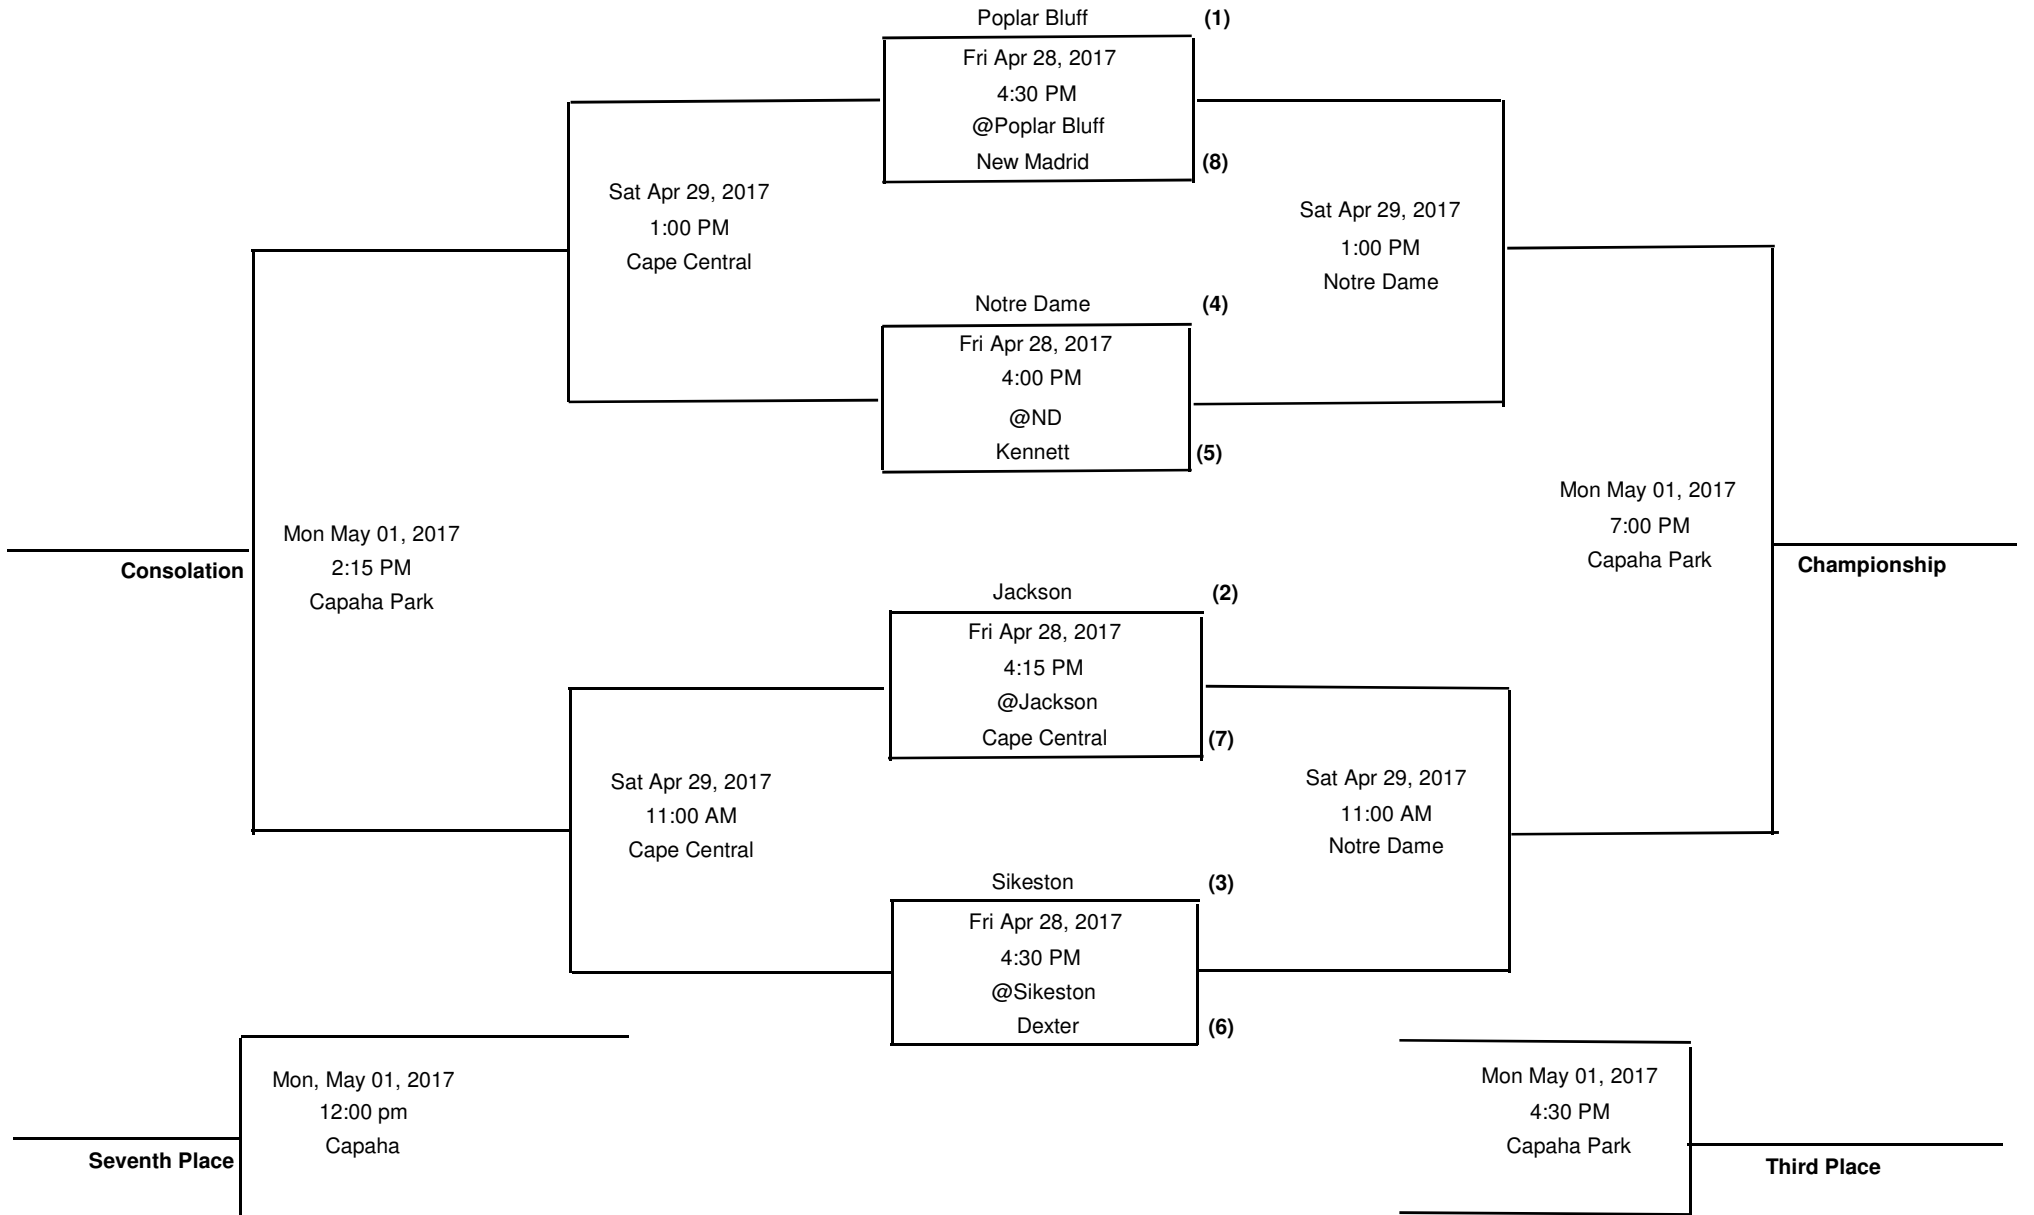 Poplar Bluff (1)
Fri Apr 28, 2017
4:30 PM
@Poplar Bluff
New Madrid (8)
Sat Apr 29, 2017
1:00 PM
Cape Central
Sat Apr 29, 2017
1:00 PM
Notre Dame
Notre Dame (4)
Fri Apr 28, 2017
4:00 PM
@ND
Kennett (5)
Mon May 01, 2017
2:15 PM
Capaha Park
Consolation
Mon May 01, 2017
7:00 PM
Capaha Park
Championship
Jackson (2)
Fri Apr 28, 2017
4:15 PM
@Jackson
Cape Central (7)
Sat Apr 29, 2017
11:00 AM
Cape Central
Sat Apr 29, 2017
11:00 AM
Notre Dame
Sikeston (3)
Fri Apr 28, 2017
4:30 PM
@Sikeston
Dexter (6)
Mon, May 01, 2017
12:00 pm
Capaha
Seventh Place
Mon May 01, 2017
4:30 PM
Capaha Park
Third Place